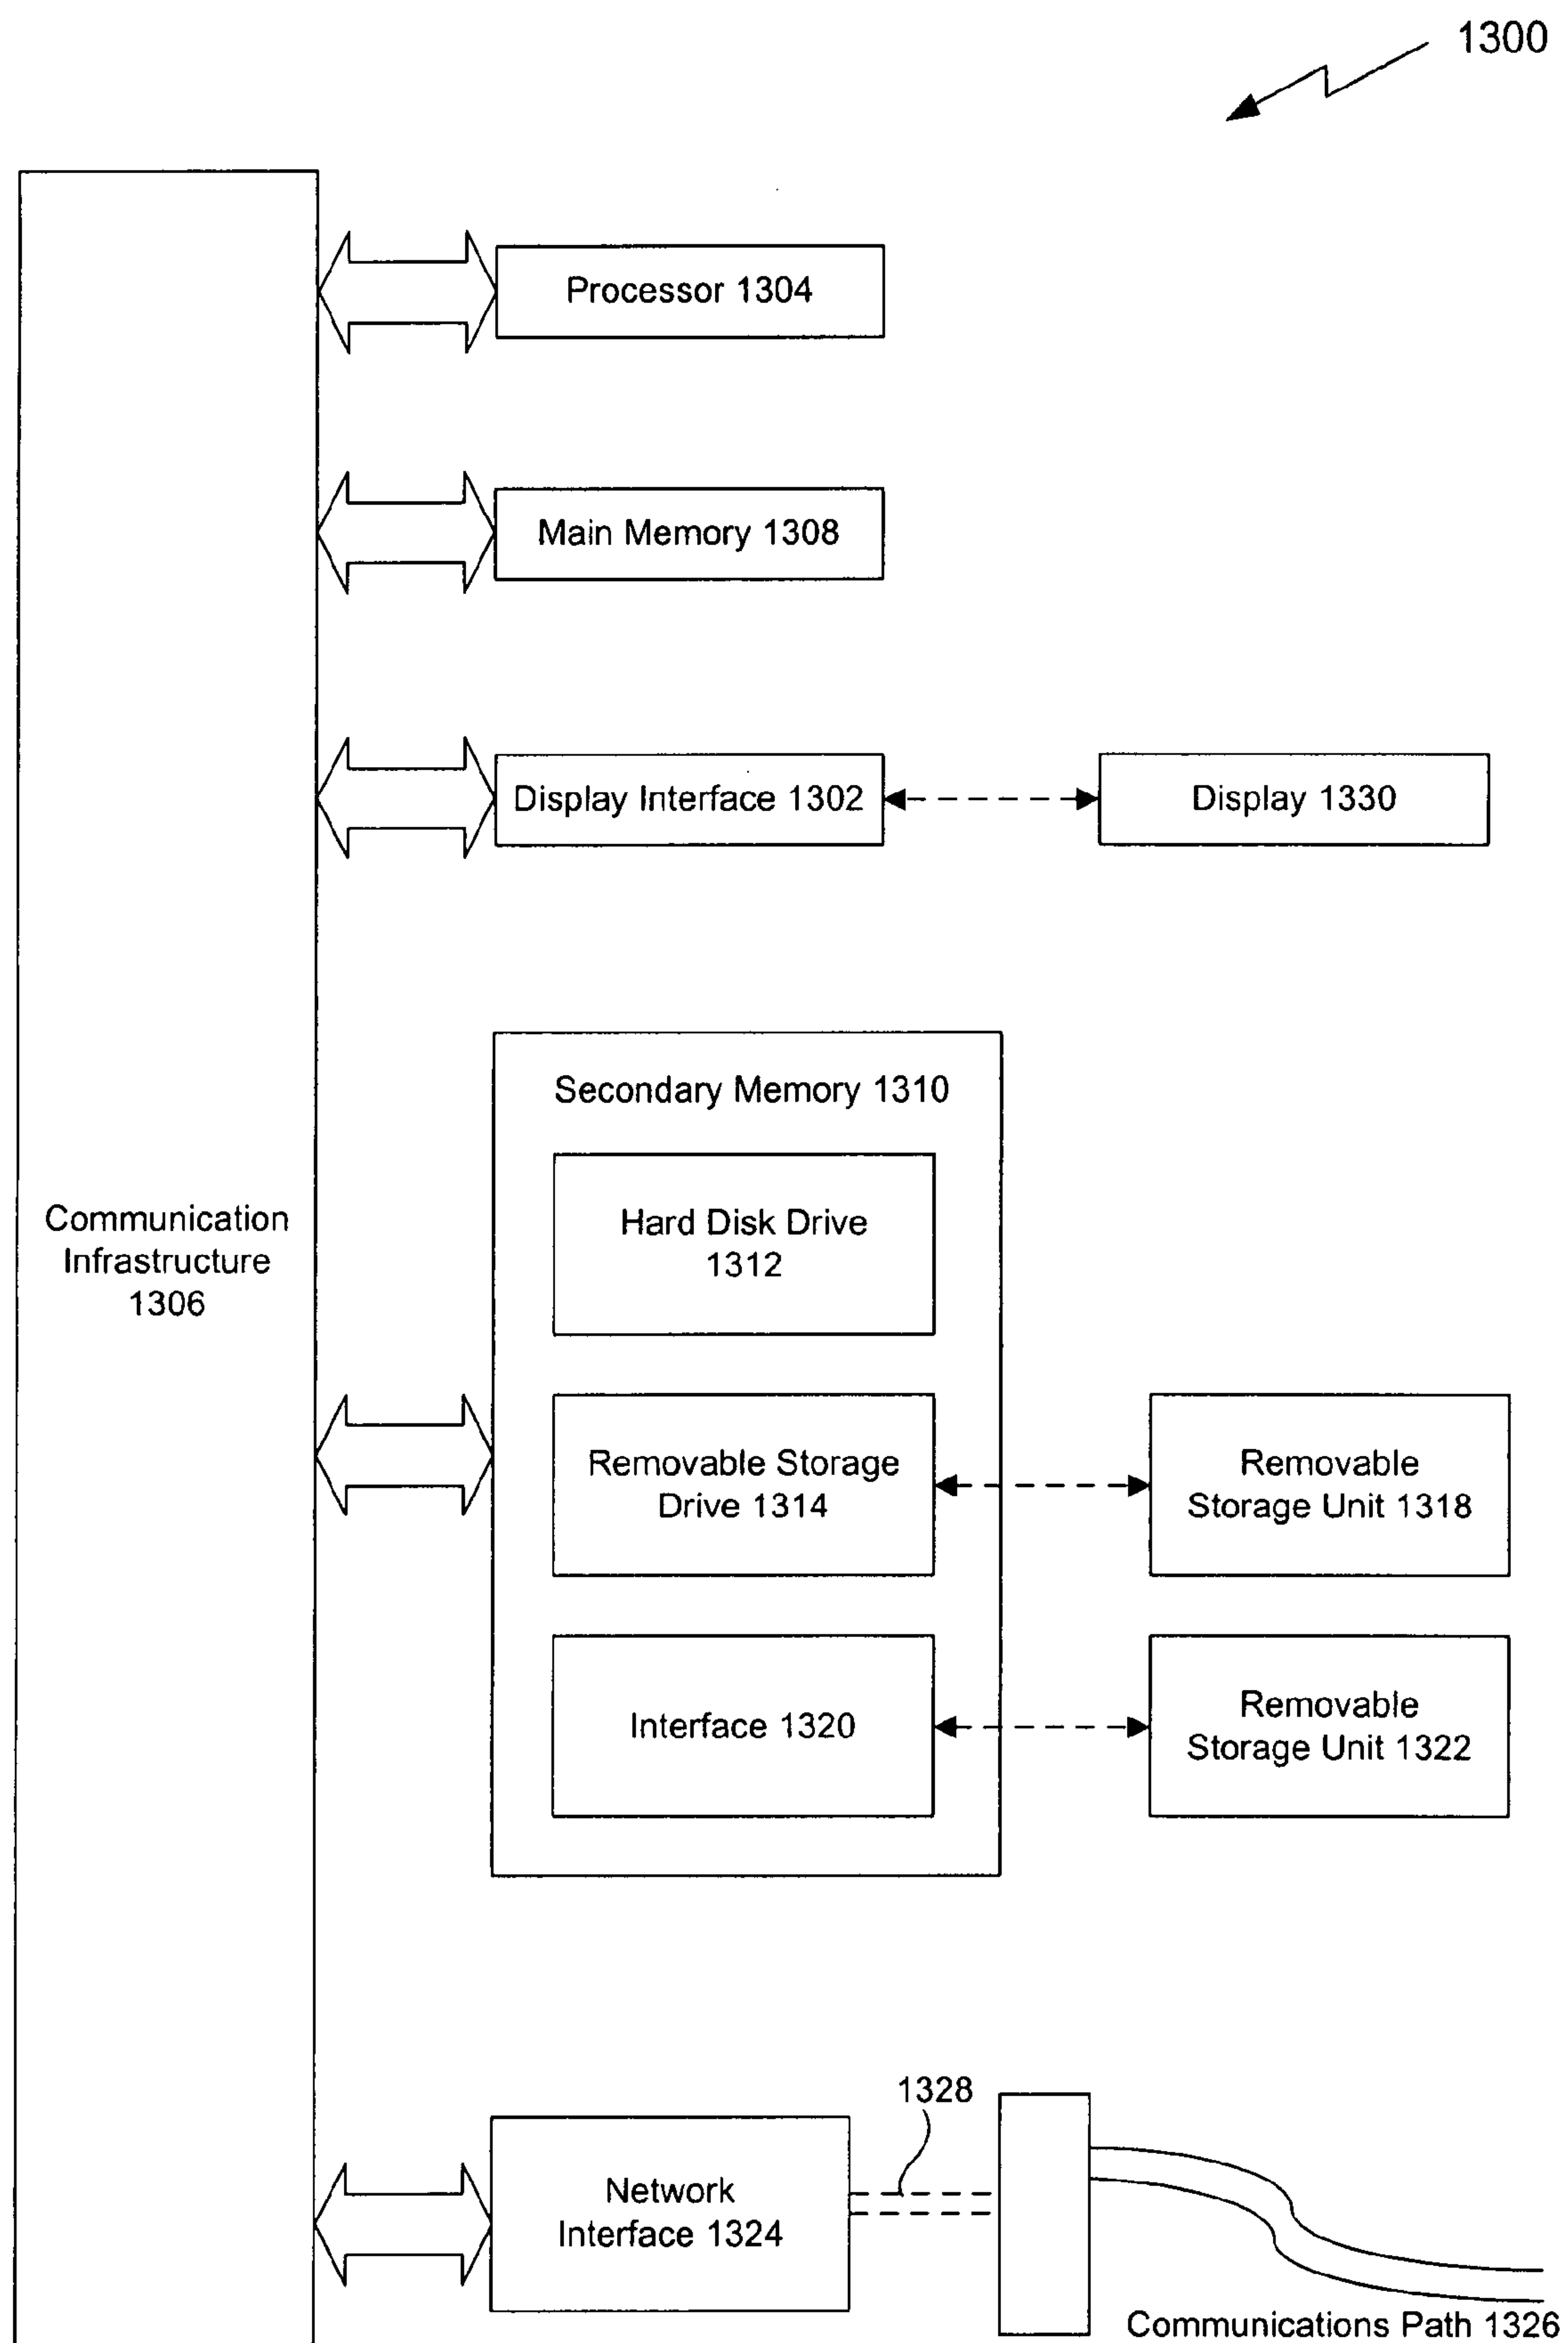 1300
Processor 1304
Main Memory 1308
Display Interface 1302
Display 1330
Secondary Memory 1310
Hard Disk Drive
1312
Communication
Infrastructure
1306
Removable Storage
Drive 1314
Removable
Storage Unit 1318
Interface 1320
Removable
Storage Unit 1322
1328
Network
Interface 1324
Communications Path 1326